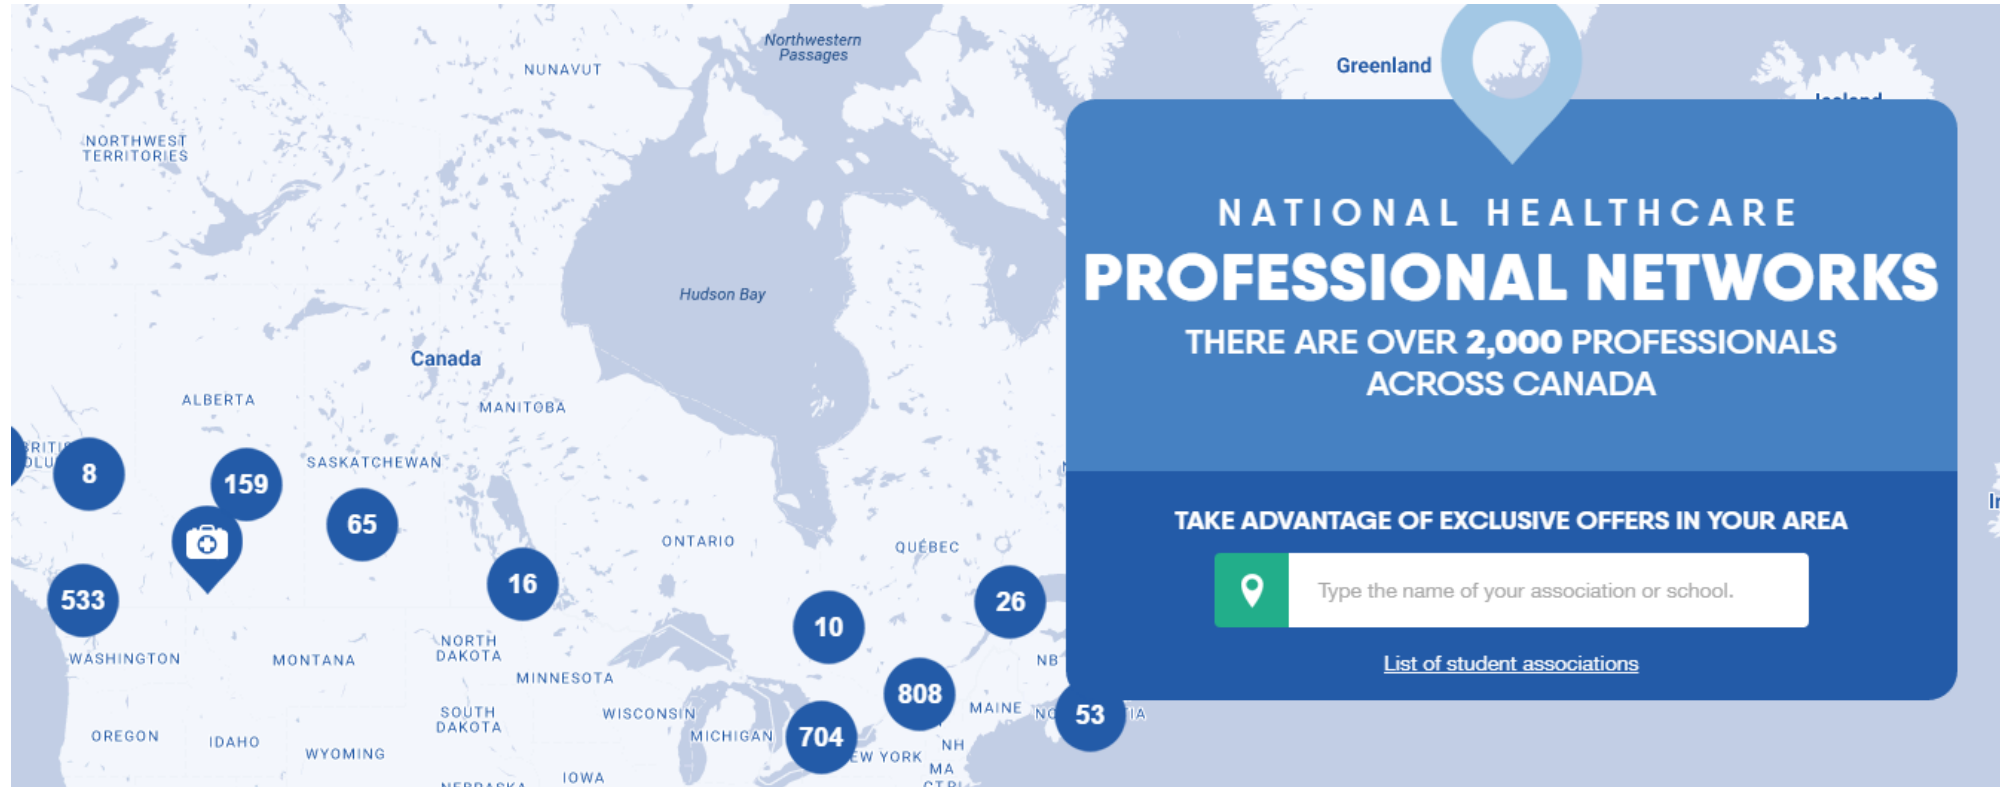 Northwestern
Passages
NUNAVUT
Greenland
NORTHWEST
TERRITORIES
NATIONAL HEALTHCARE
PROFESSIONAL NETWORKS
THERE ARE OVER 2,000 PROFESSIONALS
ACROSS CANADA
Hudson Bay
Canada
ALBERTA
MANITOBA
SASKATCHEWAN
8
159
65
ONTARIO
QUÉBEC
TAKE ADVANTAGE OF EXCLUSIVE OFFERS IN YOUR AREA
Type the name of your association or school.
List of student associations
533
16
10
26
WASHINGTON
MONTANA
NORTH
DAKOTA
MINNESOTA
NB
808
SOUTH
DAKOTA
WISCONSIN
MAINE
53
OREGON
IDAHO
WYOMING
MICHIGAN
704
EW YORK
NH
MA
IOWA